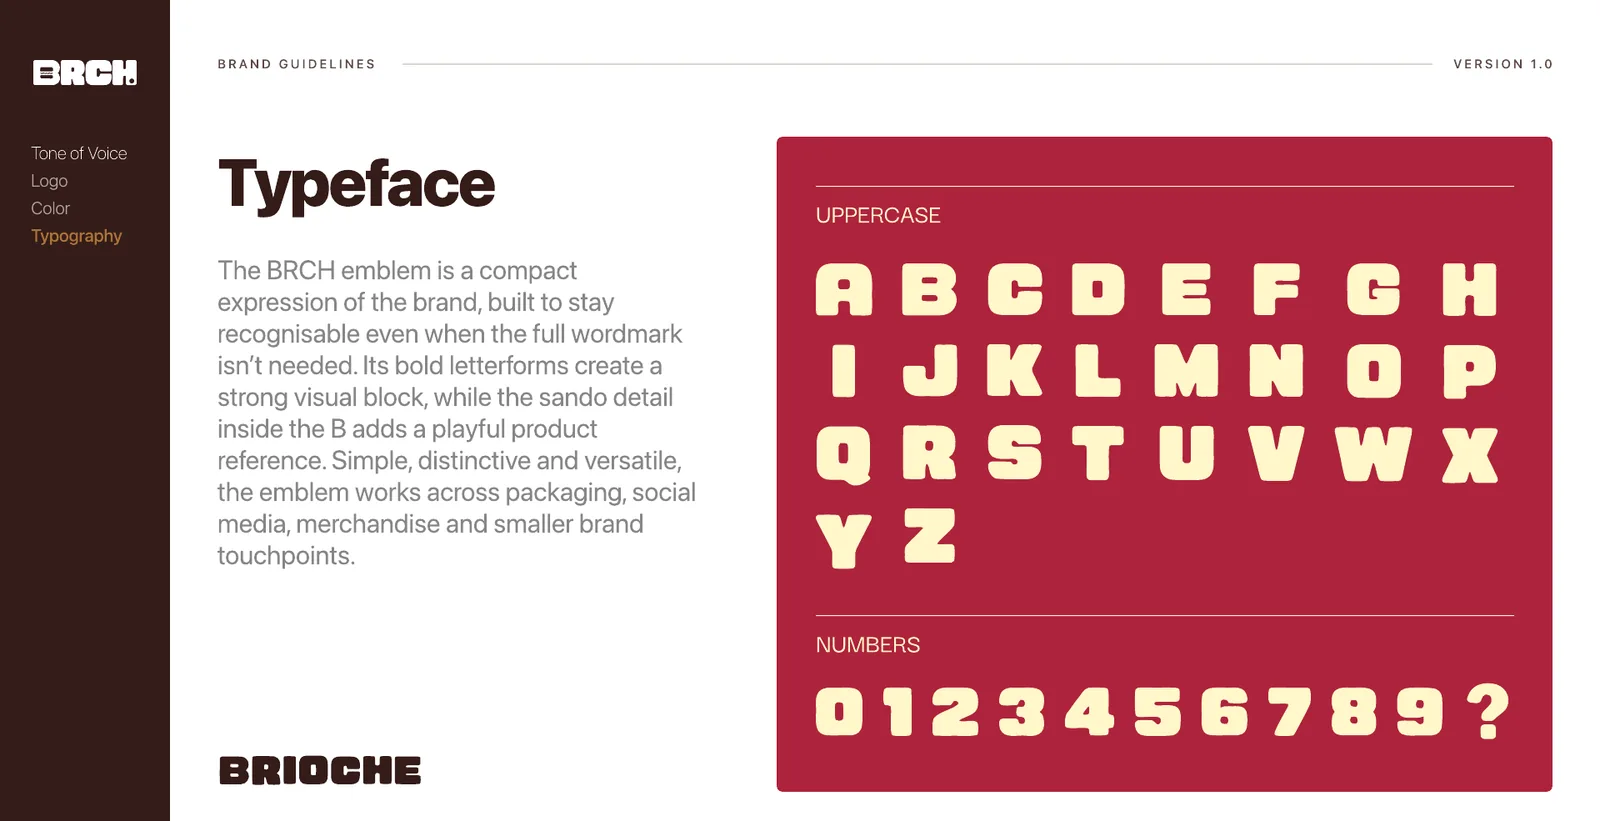 BRCH.
Tone of Voice
Logo
Color
Typography
BRAND GUIDELINES
VERSION 1.0
Typeface
The BRCH emblem is a compact
expression of the brand, built to stay
recognisable even when the full wordmark
isn’t needed. Its bold letterforms create a
strong visual block, while the sando detail
inside the B adds a playful product
reference. Simple, distinctive and versatile,
the emblem works across packaging, social
media, merchandise and smaller brand
touchpoints.
BRIOCHE
UPPERCASE
A B C D E F G H
I J K L M N O P
Q R S T U V W X
Y Z
NUMBERS
0 1 2 3 4 5 6 7 8 9 ?